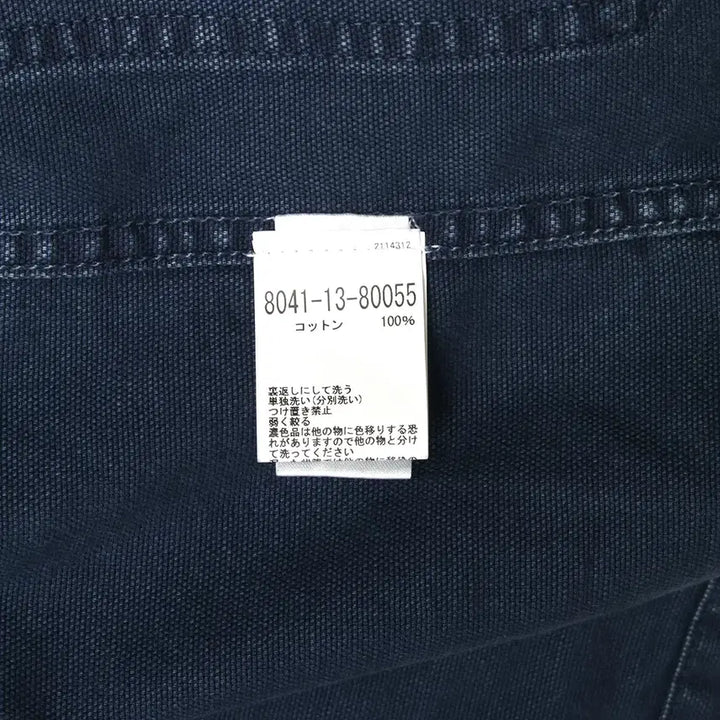 2114312
8041-13-80055
コットン 100%
裏返しにして洗う
単独洗い(分別洗い)
つけ置き禁止
弱く絞る
濃色品は他の物に色移りする恐
れがありますので他の物と分け
て洗ってください